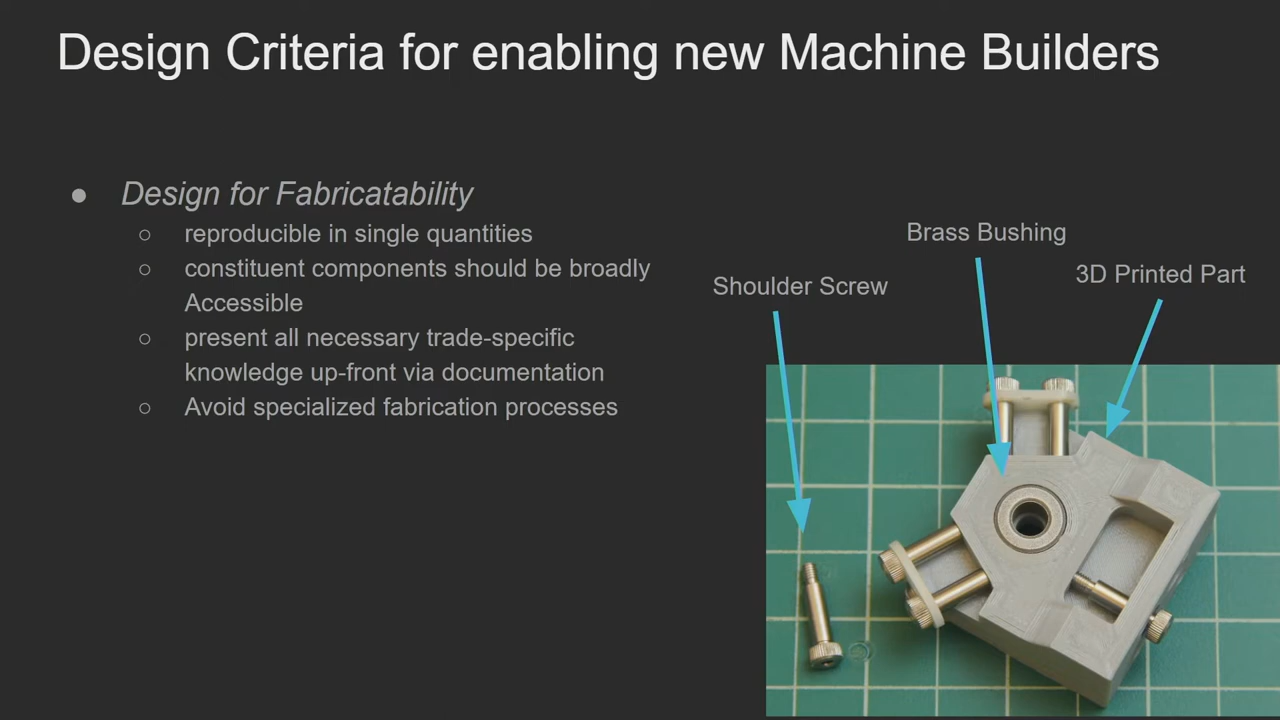 Design Criteria for enabling new Machine Builders
● Design for Fabricatability
○ reproducible in single quantities
○ constituent components should be broadly
Accessible
○ present all necessary trade-specific
knowledge up-front via documentation
○ Avoid specialized fabrication processes
Brass Bushing
3D Printed Part
Shoulder Screw